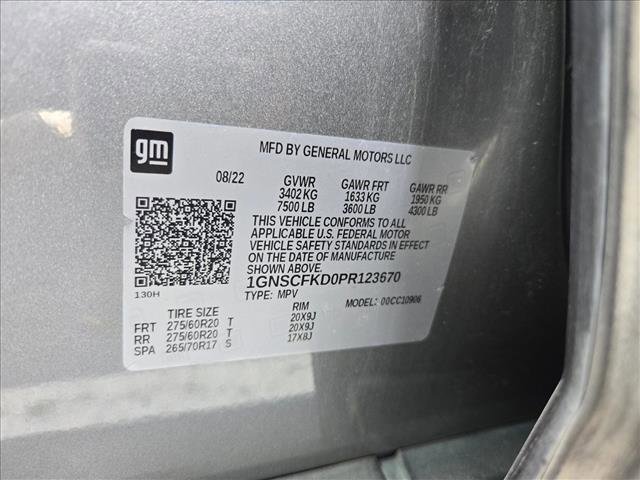 gm
MFD BY GENERAL MOTORS LLC
08/22 GVWR GAWR FRT GAWR RR
3402 KG 1633 KG 1950 KG
7500 LB 3600 LB 4300 LB
THIS VEHICLE CONFORMS TO ALL
APPLICABLE U.S. FEDERAL MOTOR
VEHICLE SAFETY STANDARDS IN EFFECT
ON THE DATE OF MANUFACTURE
SHOWN ABOVE.
1GNSCFKD0PR123670
130H TYPE: MPV MODEL: 00CC10906
TIRE SIZE RIM
FRT 275/60R20 T 20X9J
RR 275/60R20 T 20X9J
SPA 265/70R17 S 17X8J